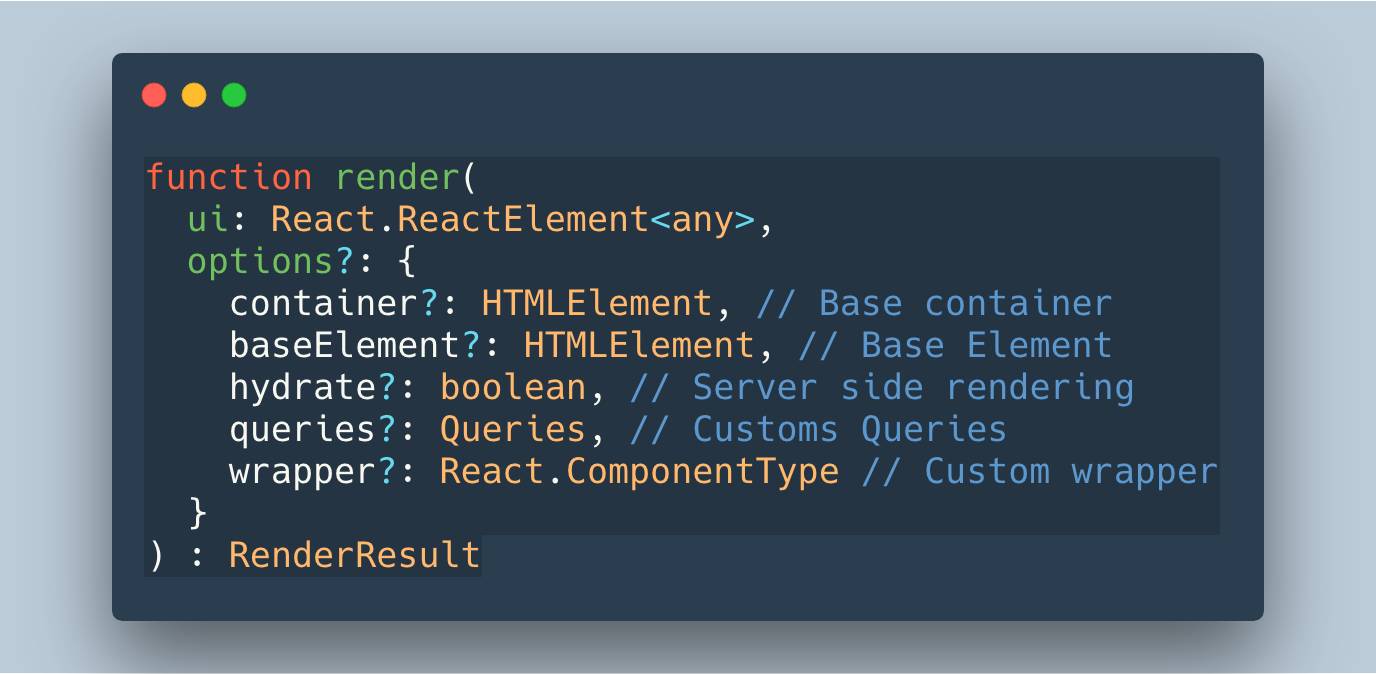 function render(
  ui: React.ReactElement<any>,
  options?: {
    container?: HTMLElement, // Base container
    baseElement?: HTMLElement, // Base Element
    hydrate?: boolean, // Server side rendering
    queries?: Queries, // Customs Queries
    wrapper?: React.ComponentType // Custom wrapper
  }
) : RenderResult